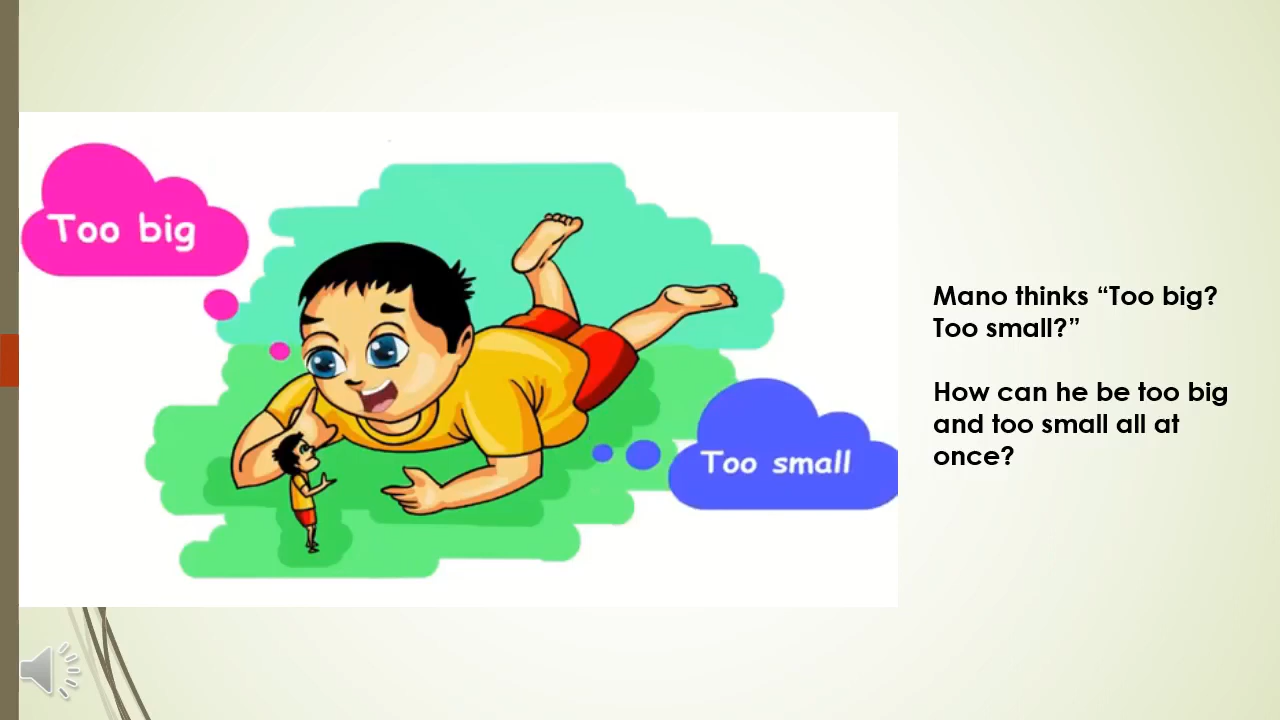 Too big
Too small
Mano thinks “Too big?
Too small?”
How can he be too big
and too small all at
once?